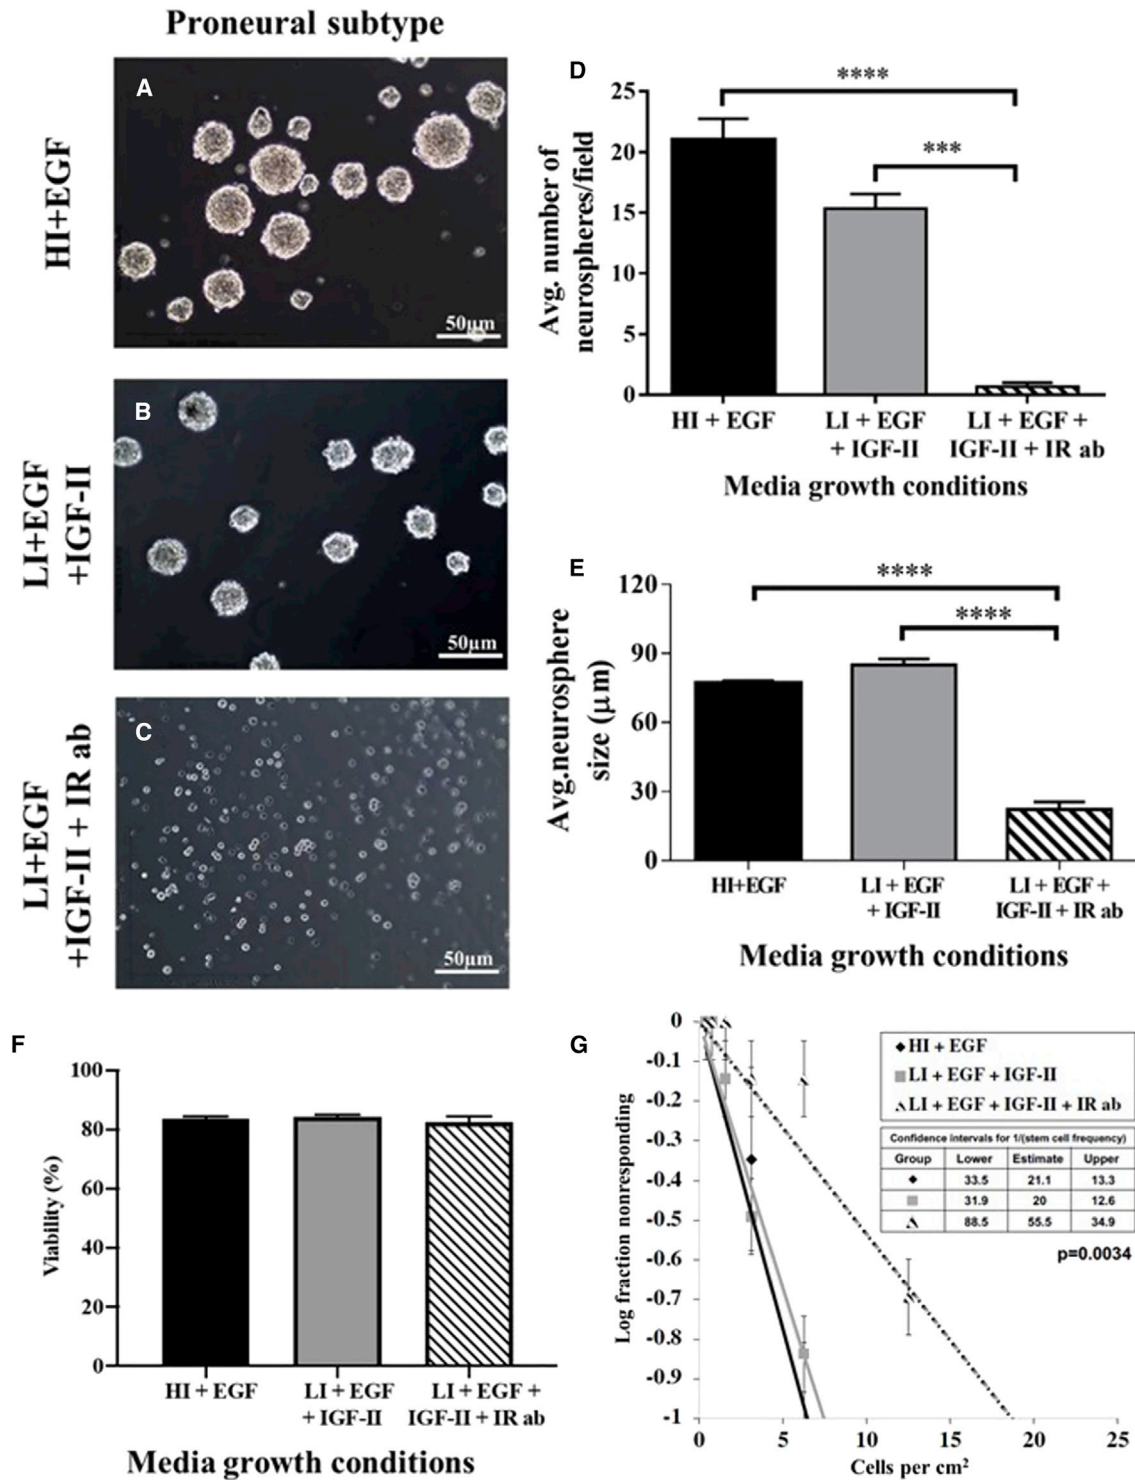 Proneural subtype
HI+EGF
A
50µm
LI+EGF
+IGF-II
B
50µm
LI+EGF
+IGF-II + IR ab
C
50µm
D
****
***
25
20
15
10
5
0
Avg. number of
neurospheres/field
HI + EGF
LI + EGF
+ IGF-II
LI + EGF +
IGF-II + IR ab
Media growth conditions
E
****
****
120
90
60
30
0
Avg.neurosphere
size (µm)
HI+EGF
LI + EGF
+ IGF-II
LI + EGF +
IGF-II + IR ab
Media growth conditions
F
100
80
60
40
20
0
Viability (%)
HI + EGF
LI + EGF
+ IGF-II
LI + EGF +
IGF-II + IR ab
Media growth conditions
G
0
-0.1
-0.2
-0.3
-0.4
-0.5
-0.6
-0.7
-0.8
-0.9
-1
Log fraction nonresponding
HI + EGF
LI + EGF + IGF-II
LI + EGF + IGF-II + IR ab
Confidence intervals for 1/(stem cell frequency)
Group Lower Estimate Upper
33.5 21.1 13.3
31.9 20 12.6
88.5 55.5 34.9
p=0.0034
0 5 10 15 20 25
Cells per cm²